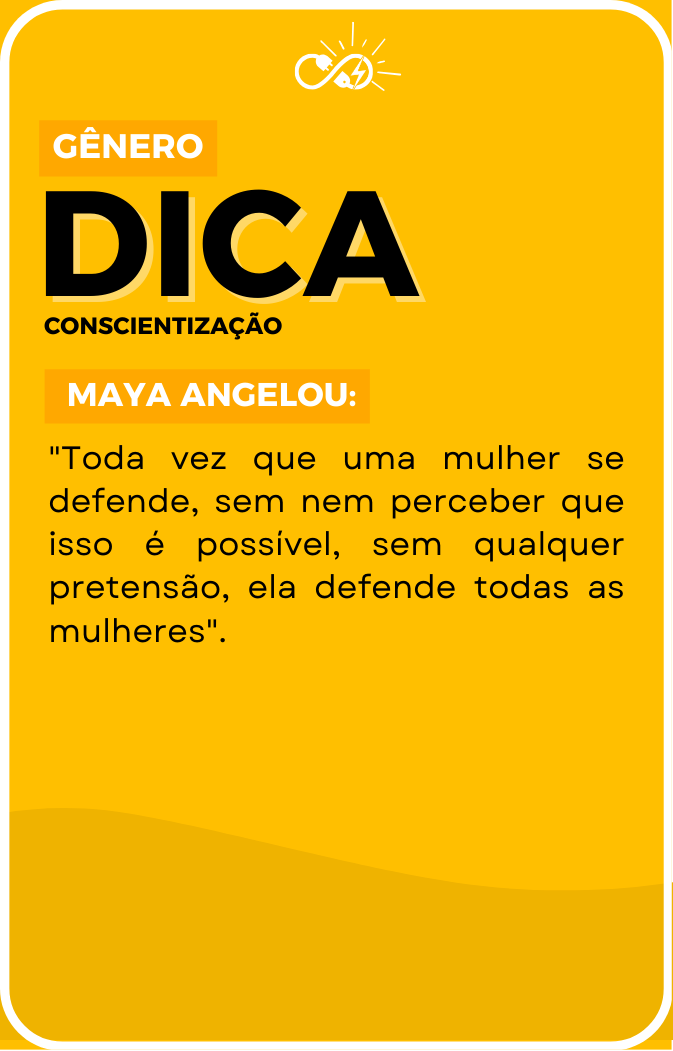 GÊNERO
DICA
CONSCIENTIZAÇÃO
MAYA ANGELOU:
"Toda vez que uma mulher se
defende, sem nem perceber que
isso é possível, sem qualquer
pretensão, ela defende todas as
mulheres".